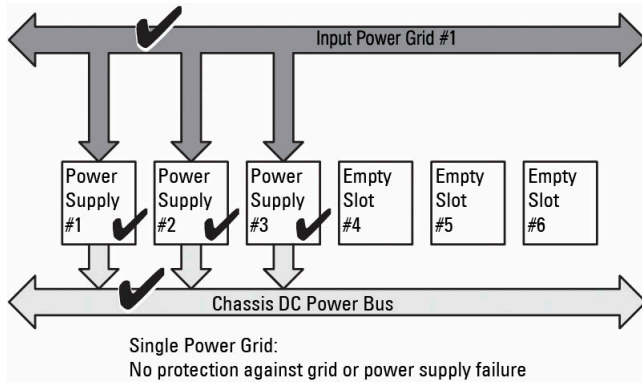 Input Power Grid #1
Power Supply #1
Power Supply #2
Power Supply #3
Empty Slot #4
Empty Slot #5
Empty Slot #6
Chassis DC Power Bus
Single Power Grid:
No protection against grid or power supply failure